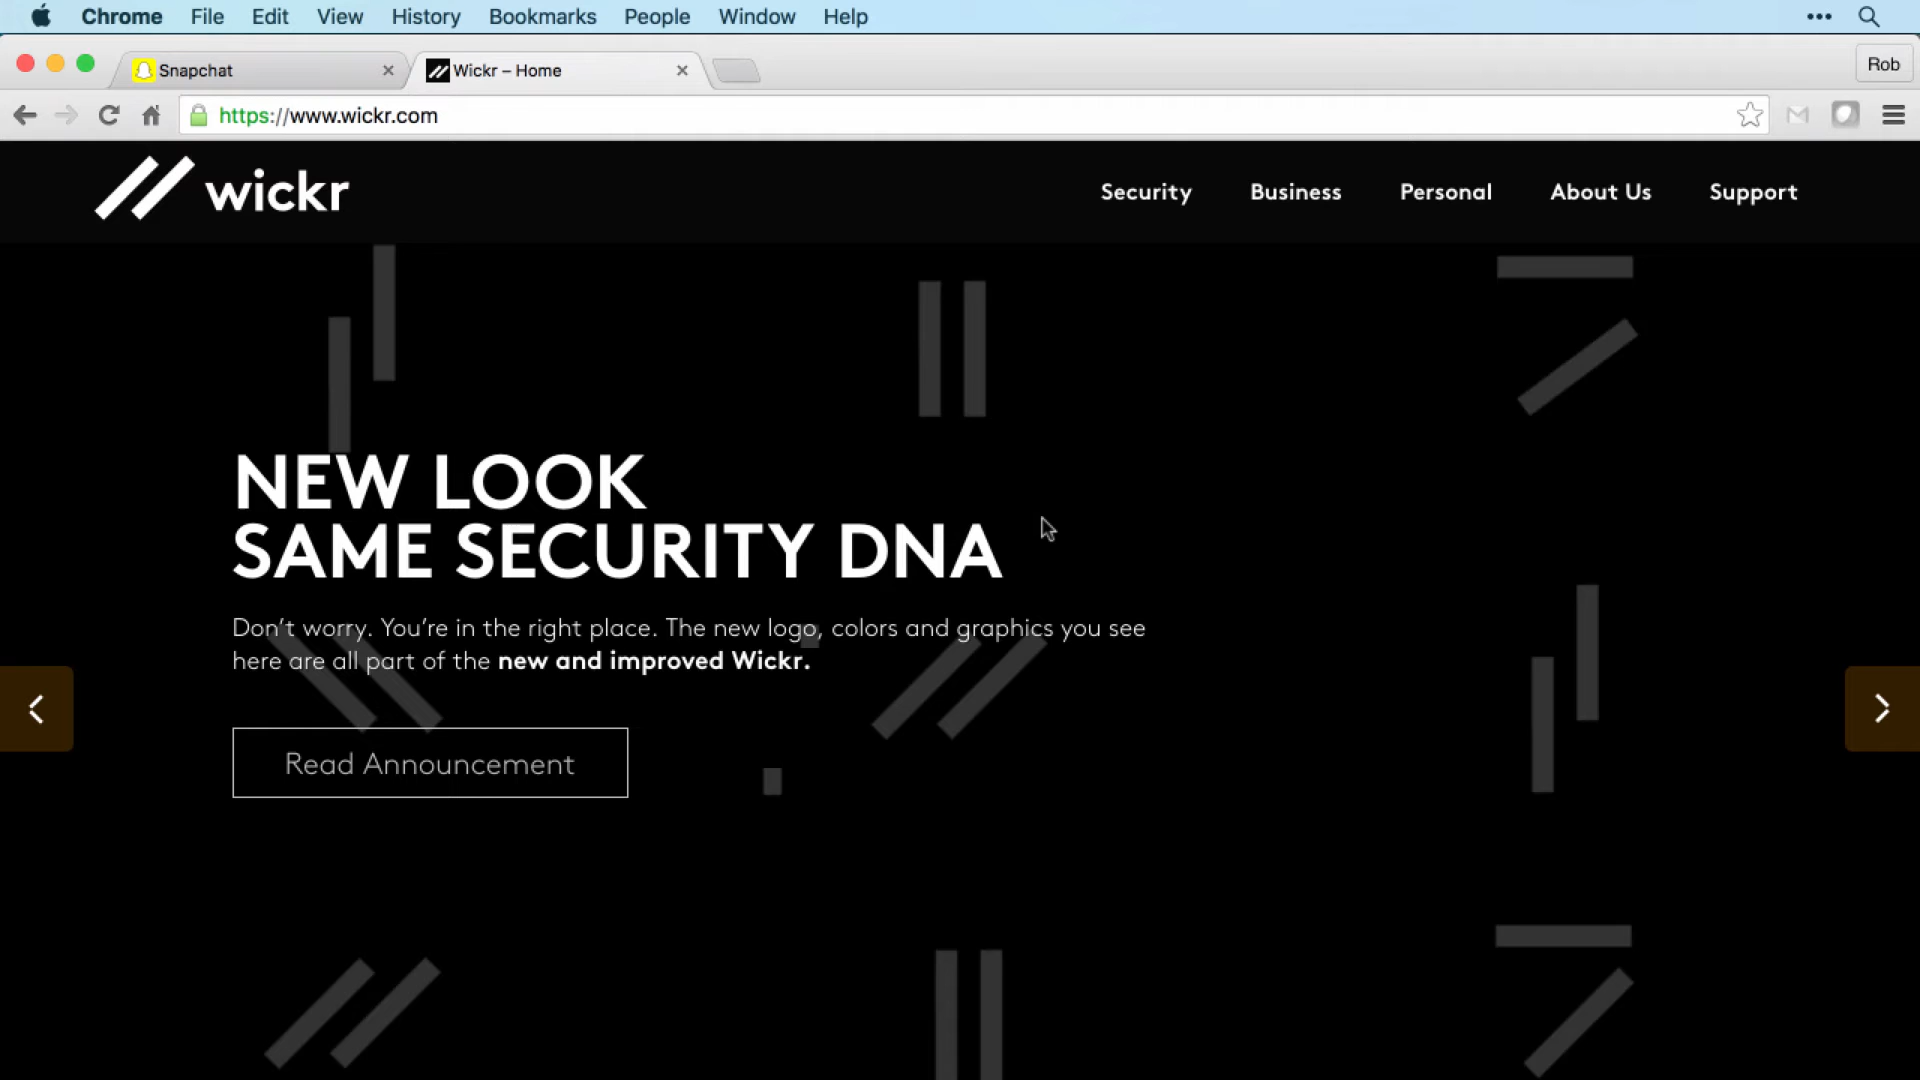 Chrome File Edit View History Bookmarks People Window Help
Snapchat
Wickr – Home
Rob
https://www.wickr.com
wickr
Security Business Personal About Us Support
NEW LOOK
SAME SECURITY DNA
Don’t worry. You’re in the right place. The new logo, colors and graphics you see
here are all part of the new and improved Wickr.
Read Announcement